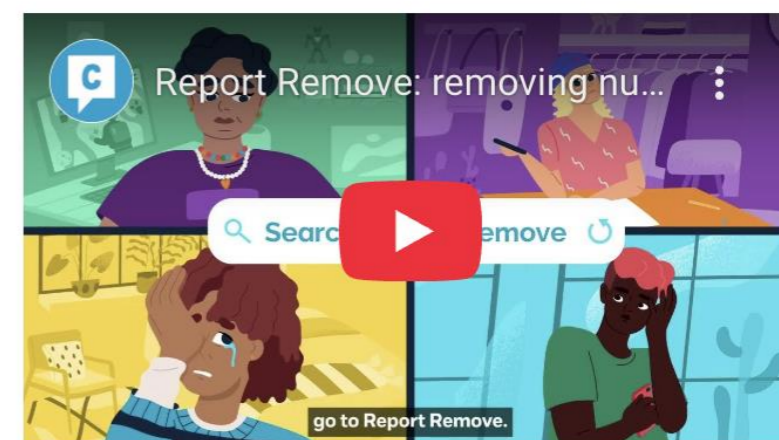 C
Report Remove: removing nu...
Searc emove
go to Report Remove.